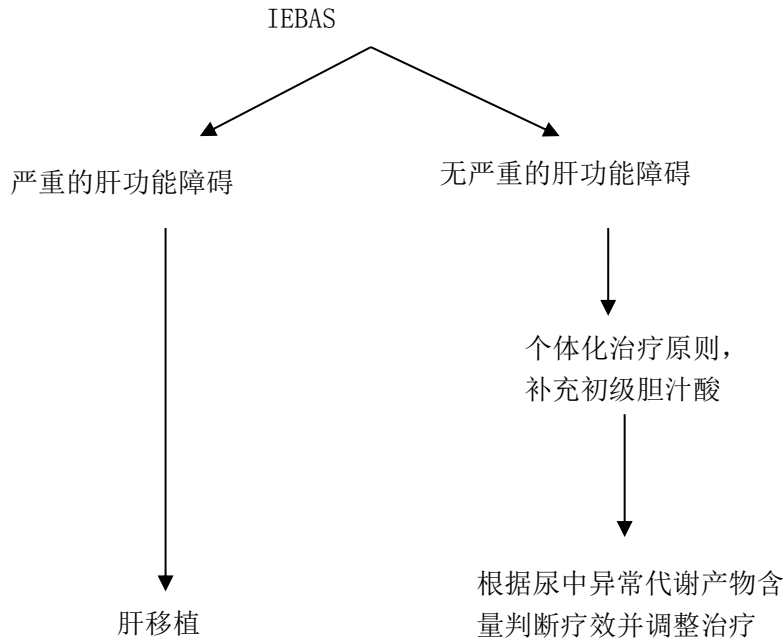 IEBAS
严重的肝功能障碍
无严重的肝功能障碍
个体化治疗原则，
补充初级胆汁酸
肝移植
根据尿中异常代谢产物含
量判断疗效并调整治疗